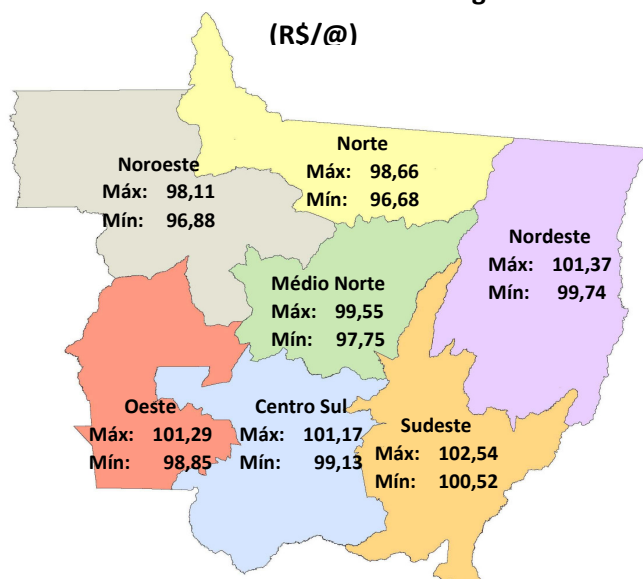 (R$/@)
Norte
Máx: 98,66
Mín: 96,68
Noroeste
Máx: 98,11
Mín: 96,88
Nordeste
Máx: 101,37
Mín: 99,74
Médio Norte
Máx: 99,55
Mín: 97,75
Oeste
Máx: 101,29
Mín: 98,85
Centro Sul
Máx: 101,17
Mín: 99,13
Sudeste
Máx: 102,54
Mín: 100,52